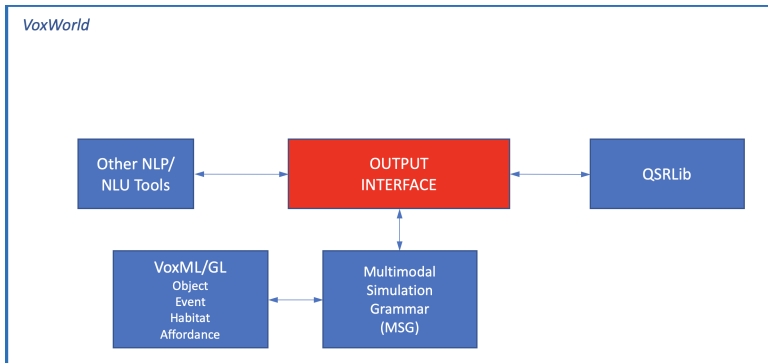 VoxWorld
Other NLP/
NLU Tools
OUTPUT
INTERFACE
QSRLib
VoxML/GL
Object
Event
Habitat
Affordance
Multimodal
Simulation
Grammar
(MSG)